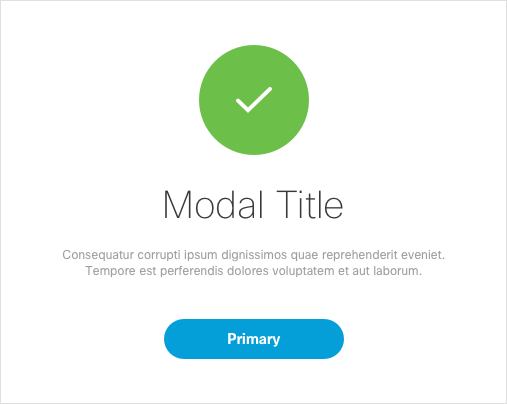 Modal Title
Consequatur corrupti ipsum dignissimos quae reprehenderit eveniet.
Tempore est perferendis dolores voluptatem et aut laborum.
Primary